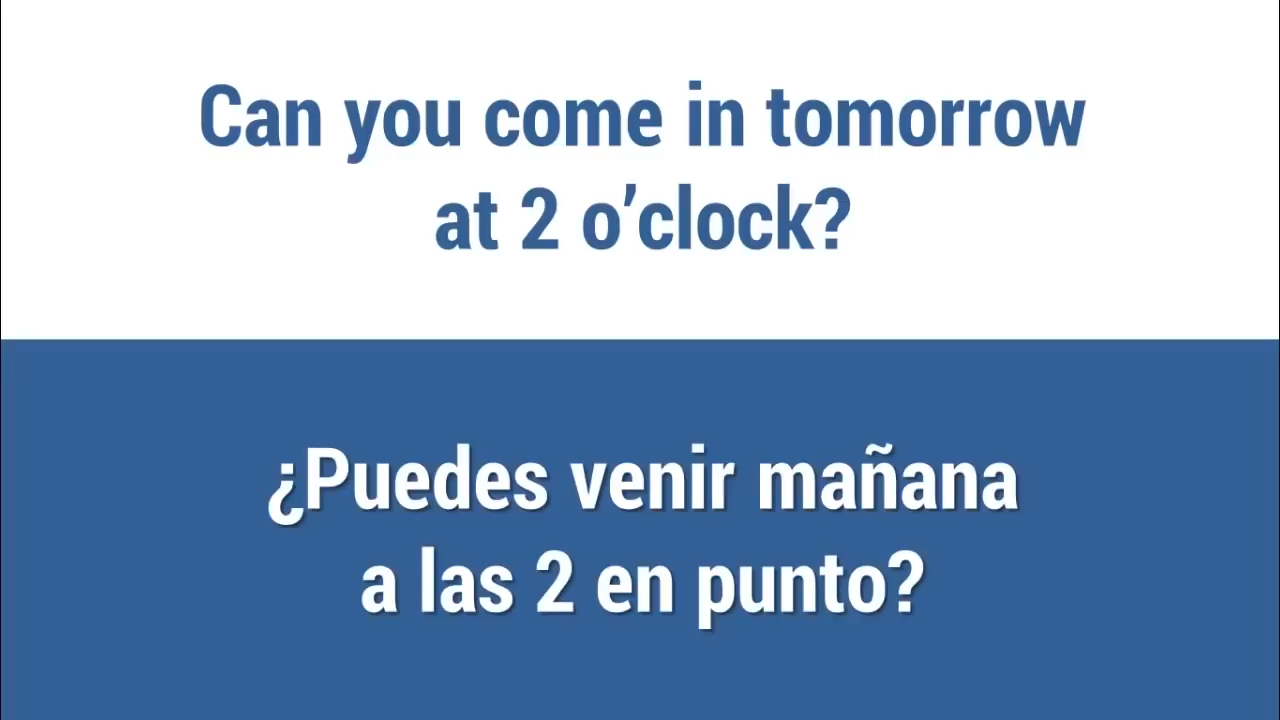 Can you come in tomorrow
at 2 o’clock?
¿Puedes venir mañana
a las 2 en punto?